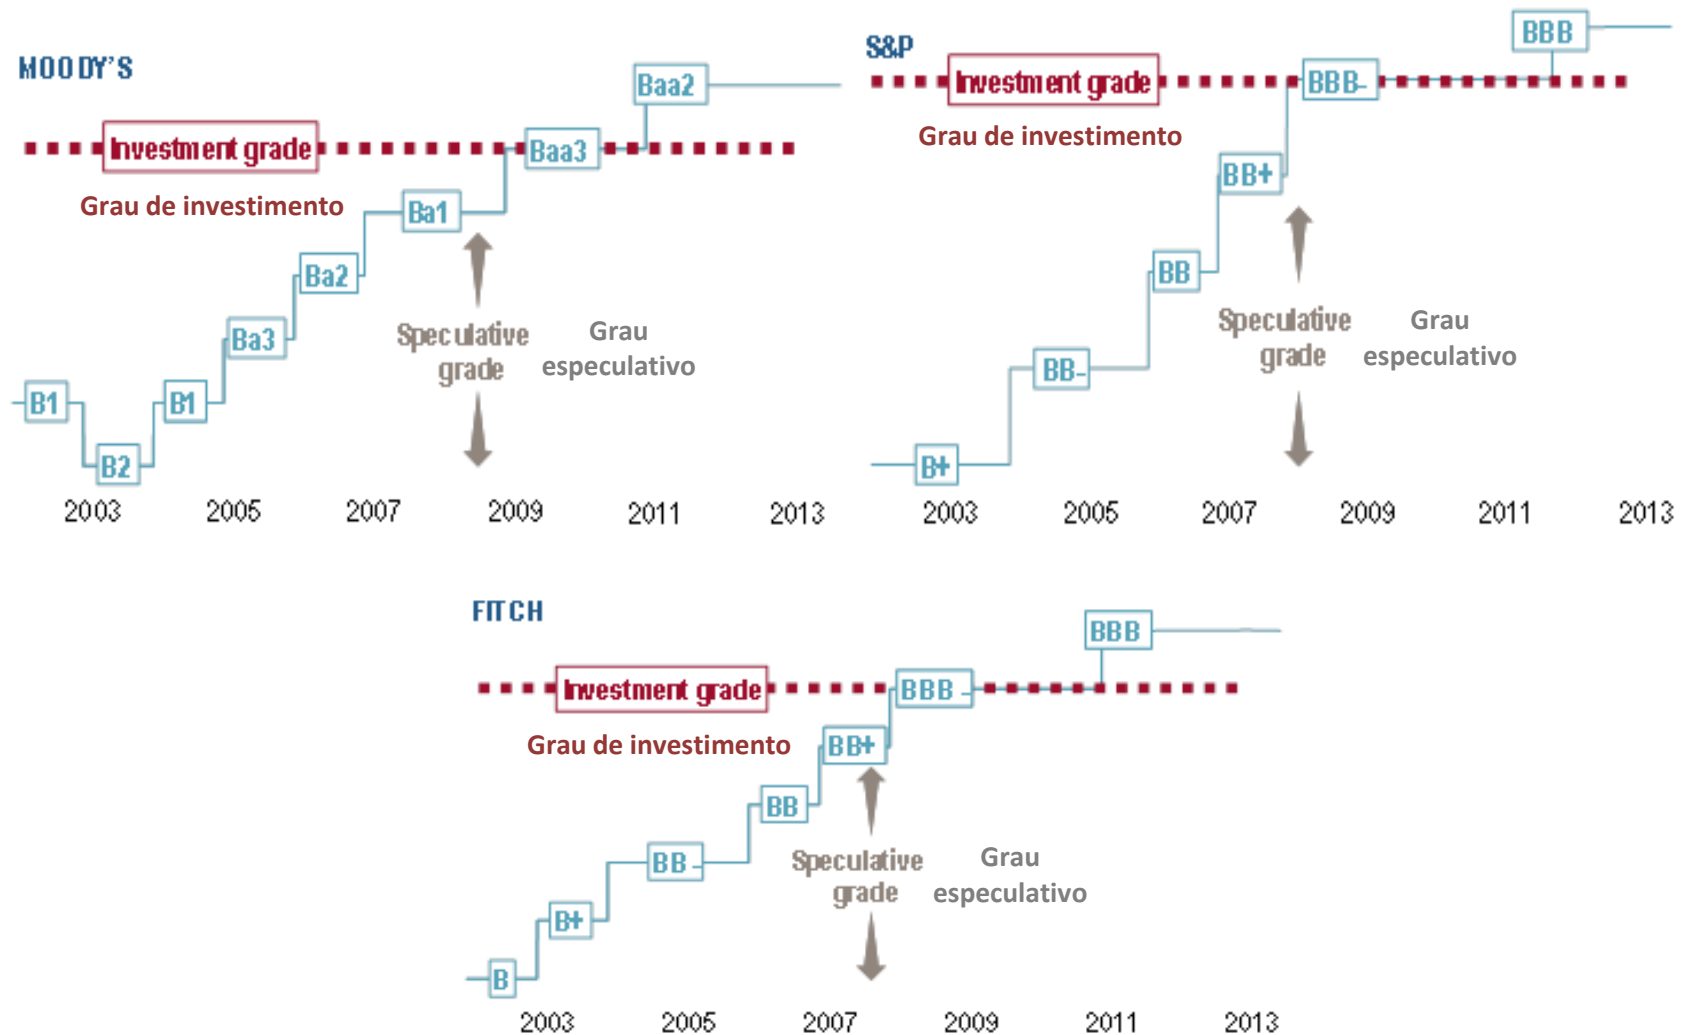 MOODY'S
Investment grade
Grau de investimento
B1
B2
B1
Ba3
Ba2
Ba1
Baa3
Baa2
Speculative
grade
Grau
especulativo
2003 2005 2007 2009 2011 2013
S&P
Investment grade
Grau de investimento
B+
BB-
BB
BB+
BBB-
BBB
Speculative
grade
Grau
especulativo
2003 2005 2007 2009 2011 2013
FITCH
Investment grade
Grau de investimento
B
B+
BB -
BB
BB+
BBB -
BBB
Speculative
grade
Grau
especulativo
2003 2005 2007 2009 2011 2013